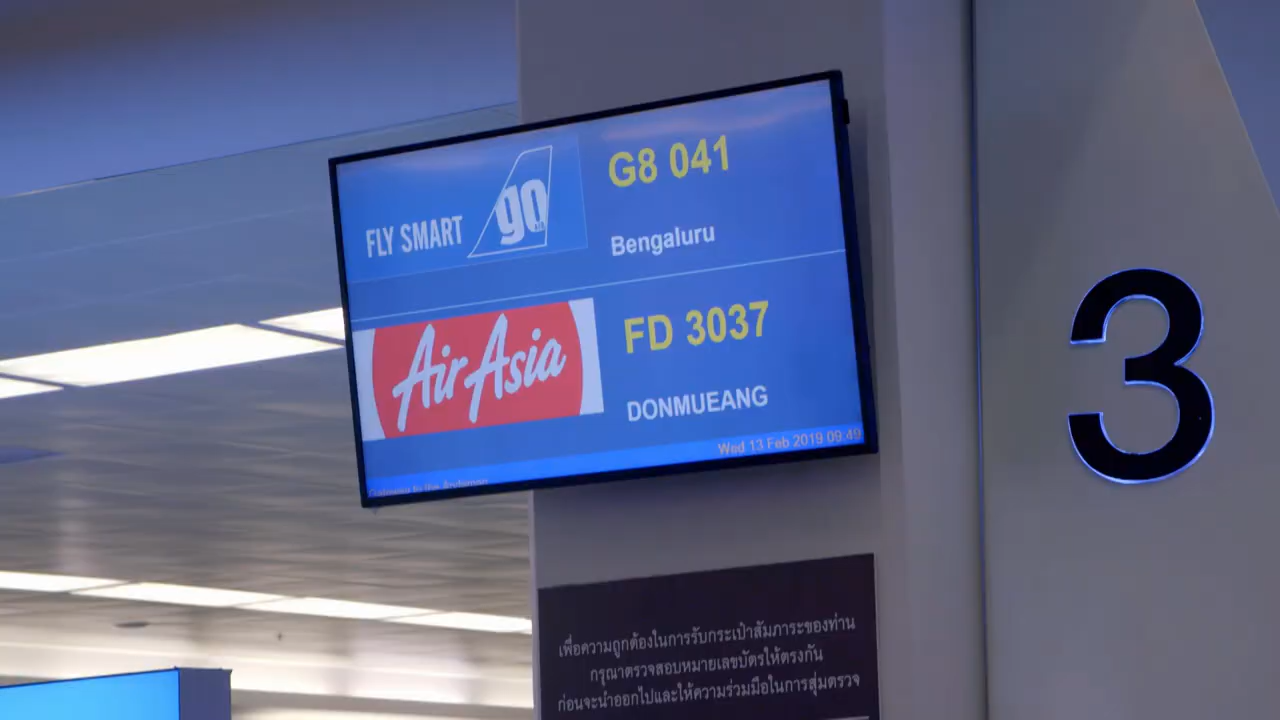 FLY SMART
go
G8 041
Bengaluru
AirAsia
FD 3037
DONMUEANG
Wed 13 Feb 2019 09:49
to the Andaman
3
เพื่อความถูกต้องในการรับกระเป๋าสัมภาระของท่าน
กรุณาตรวจสอบหมายเลขบัตรให้ตรงกัน
ก่อนจะนำออกไปและให้ความร่วมมือในการสุ่มตรวจ